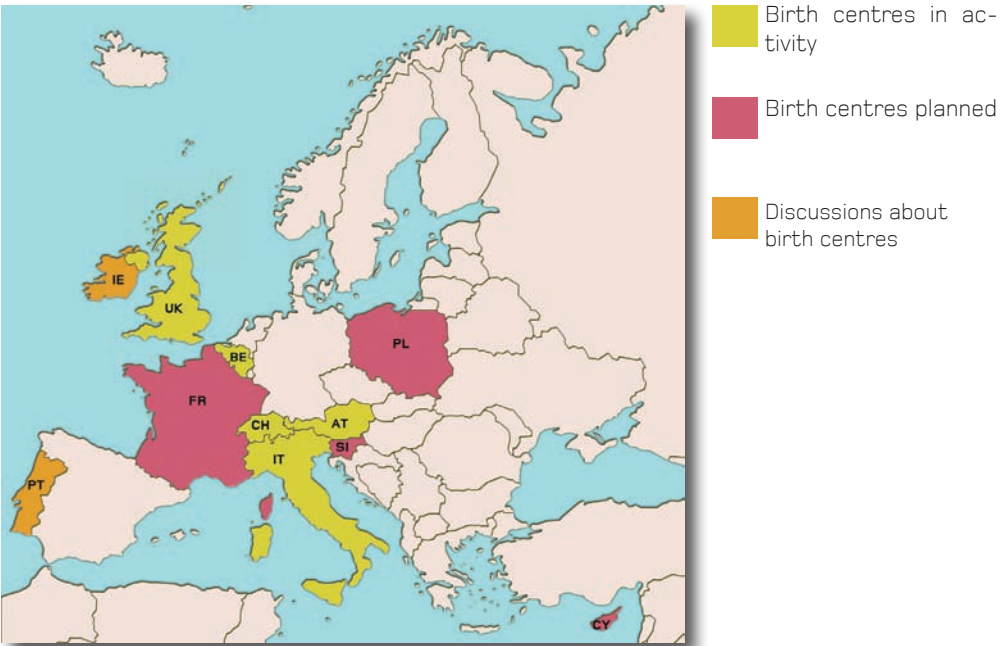 Birth centres in ac-
tivity
Birth centres planned
Discussions about
birth centres
IE
UK
BE
PL
FR
CH
AT
SI
IT
PT
CY